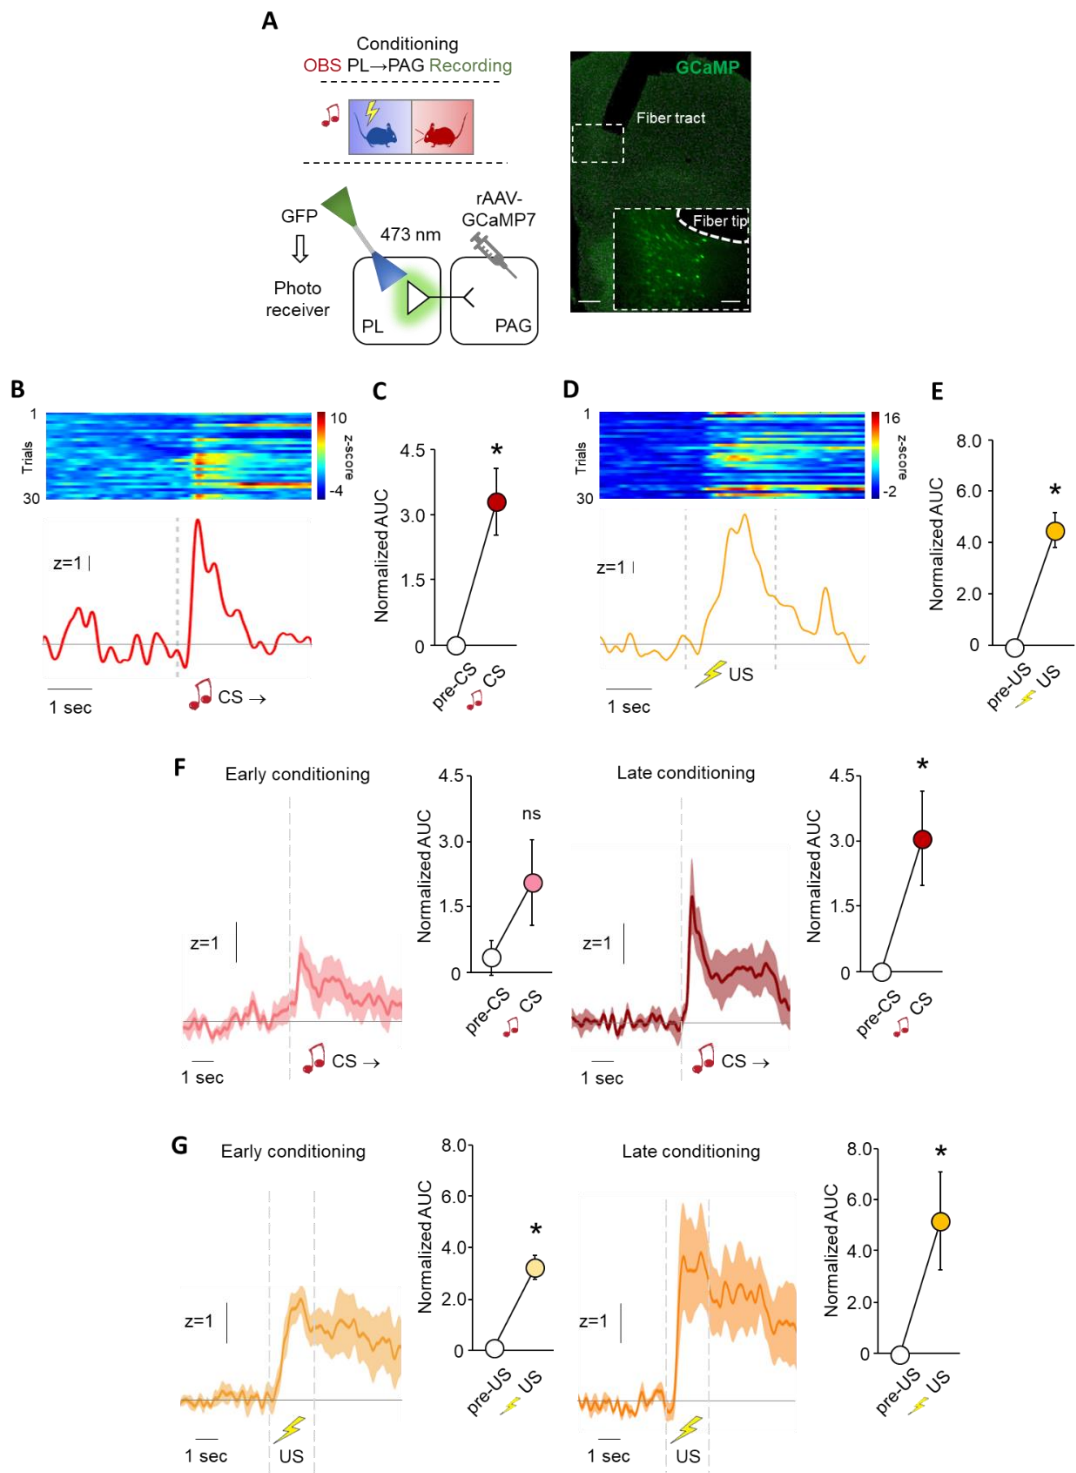 A
Conditioning
OBS PL→PAG Recording
GFP
Photo
receiver
473 nm
rAAV-
GCaMP7
PL
PAG
GCaMP
Fiber tract
Fiber tip
B
1
Trials
30
10
z-score
-4
z=1
1 sec
CS →
C
4.5
3.0
1.5
0
Normalized AUC
*
pre-CS
CS
D
1
Trials
30
16
z-score
-2
z=1
1 sec
US
E
8.0
6.0
4.0
2.0
0
Normalized AUC
*
pre-US
US
F
Early conditioning
z=1
1 sec
CS →
4.5
3.0
1.5
0
Normalized AUC
ns
pre-CS
CS
Late conditioning
z=1
1 sec
CS →
4.5
3.0
1.5
0
Normalized AUC
*
pre-CS
CS
G
Early conditioning
z=1
1 sec
US
8.0
6.0
4.0
2.0
0
Normalized AUC
*
pre-US
US
Late conditioning
z=1
1 sec
US
8.0
6.0
4.0
2.0
0
Normalized AUC
*
pre-US
US